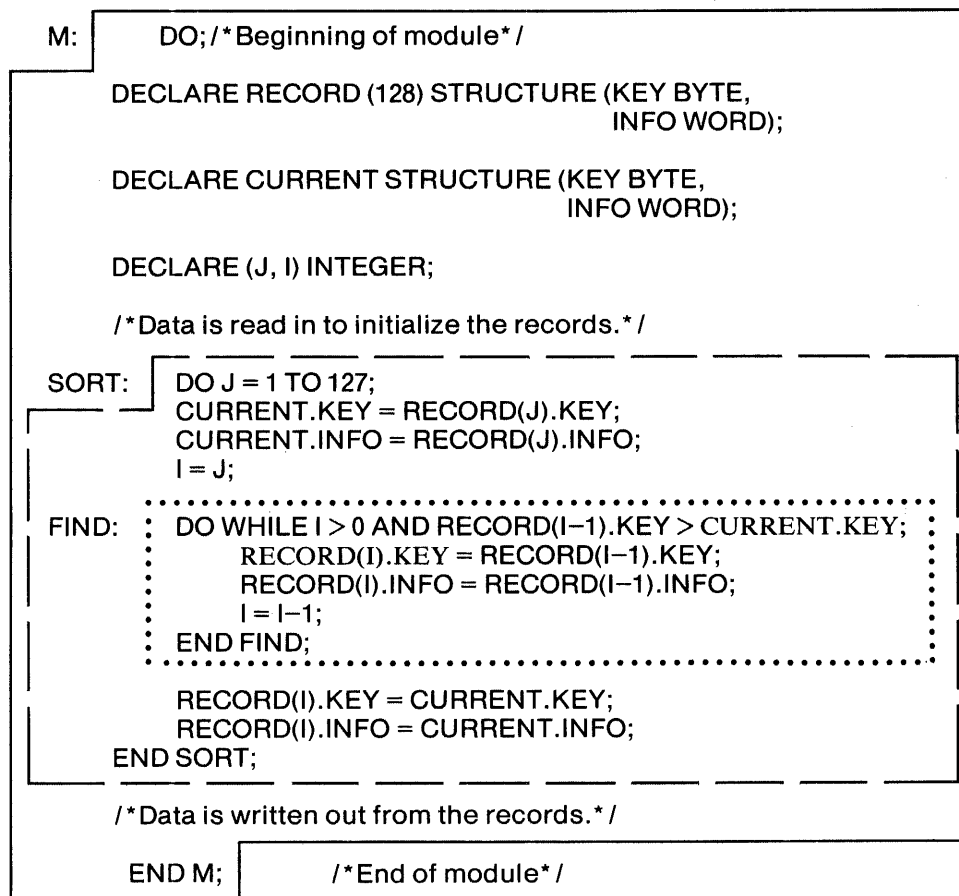 M: DO;/*Beginning of module*/
DECLARE RECORD (128) STRUCTURE (KEY BYTE,
INFO WORD);
DECLARE CURRENT STRUCTURE (KEY BYTE,
INFO WORD);
DECLARE (J, I) INTEGER;
/*Data is read in to initialize the records.*/
SORT: DO J = 1 TO 127;
CURRENT.KEY = RECORD(J).KEY;
CURRENT.INFO = RECORD(J).INFO;
I = J;
FIND: DO WHILE I > 0 AND RECORD(I–1).KEY > CURRENT.KEY;
RECORD(I).KEY = RECORD(I–1).KEY;
RECORD(I).INFO = RECORD(I–1).INFO;
I = I–1;
END FIND;
RECORD(I).KEY = CURRENT.KEY;
RECORD(I).INFO = CURRENT.INFO;
END SORT;
/*Data is written out from the records.*/
END M; /*End of module*/